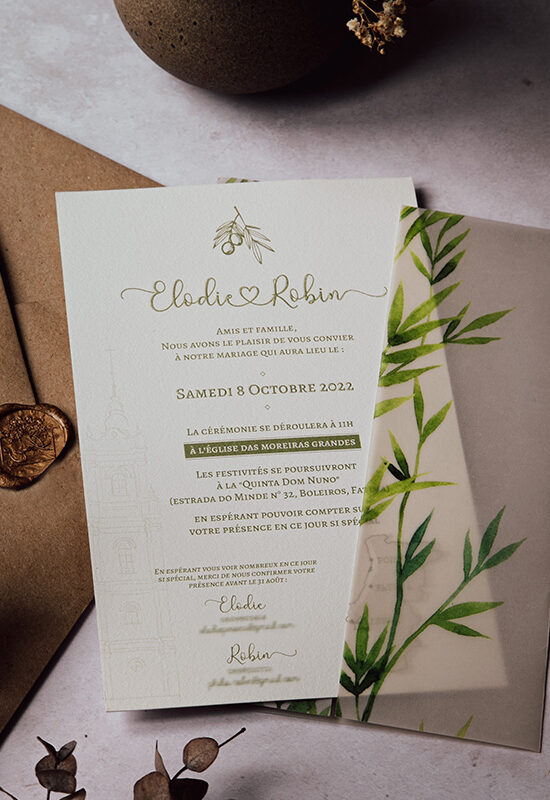 Elodie Robin
Amis et famille,
Nous avons le plaisir de vous convier
à notre mariage qui aura lieu le :
Samedi 8 Octobre 2022
La cérémonie se déroulera à 11h
à l'église das Moreiras Grandes
Les festivités se poursuivront
à la "Quinta Dom Nuno"
(Estrada do Minde N° 32, Boleiros, Fatima)
en espérant pouvoir compter su
votre présence en ce jour si spéc
En espérant vous voir nombreux en ce jour
si spécial, merci de nous confirmer votre
présence avant le 31 août :
Elodie
Robin